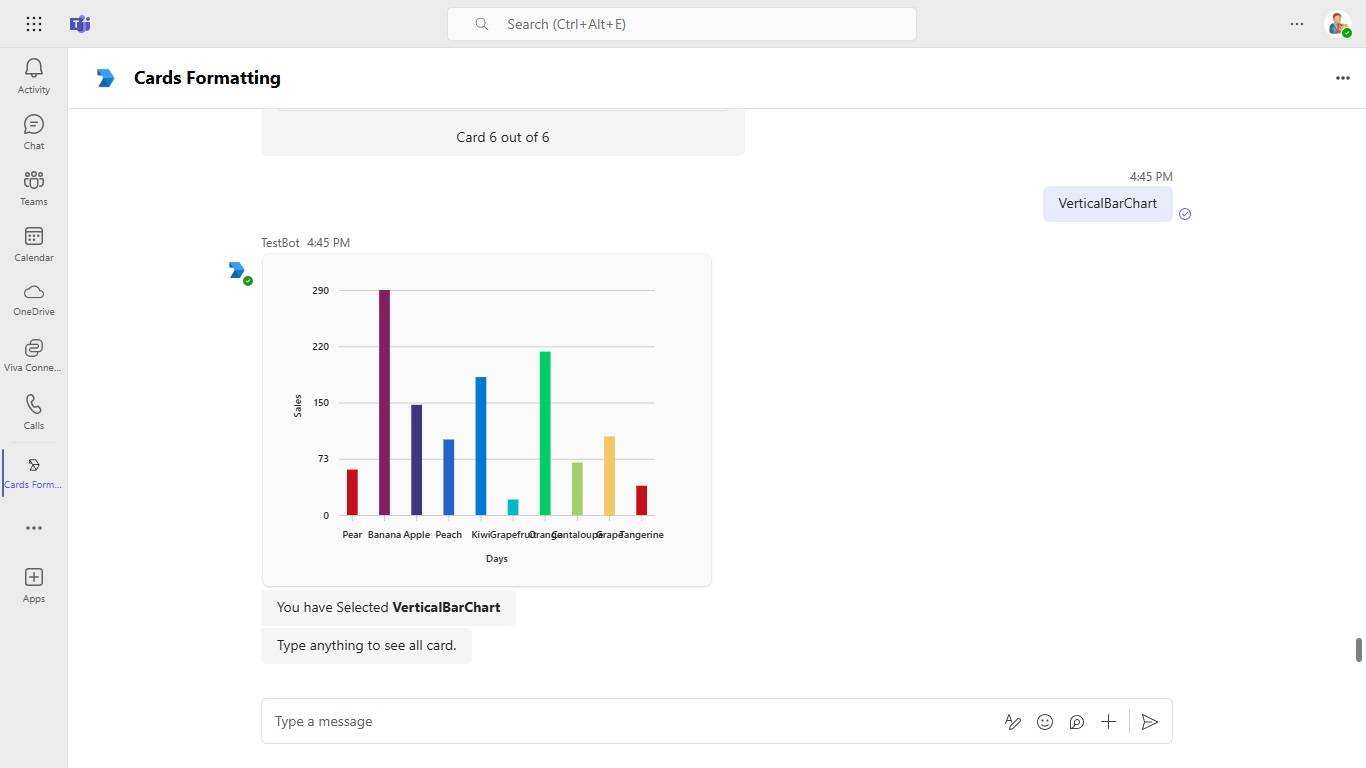 Search (Ctrl+Alt+E)
Cards Formatting
Activity
Chat
Teams
Calendar
OneDrive
Viva Conne...
Calls
Cards Form...
Apps
Card 6 out of 6
4:45 PM
VerticalBarChart
TestBot 4:45 PM
290
220
150
73
0
Sales
Pear Banana Apple Peach Kiwi Grapefruit Orange Cantaloupe Grape Tangerine
Days
You have Selected VerticalBarChart
Type anything to see all card.
Type a message